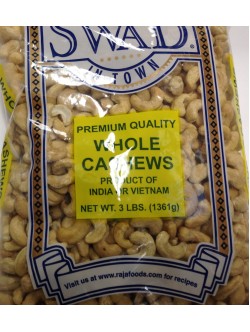 SWAD
IN TOWN
PREMIUM QUALITY
WHOLE
CASHEWS
PRODUCT OF
INDIA OR VIETNAM
NET WT. 3 LBS. (1361g)
Visit us at www.rajafoods.com for recipes